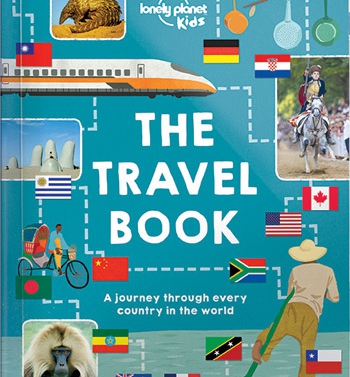 lonely planet
Kids
THE
TRAVEL
BOOK
A journey through every
country in the world